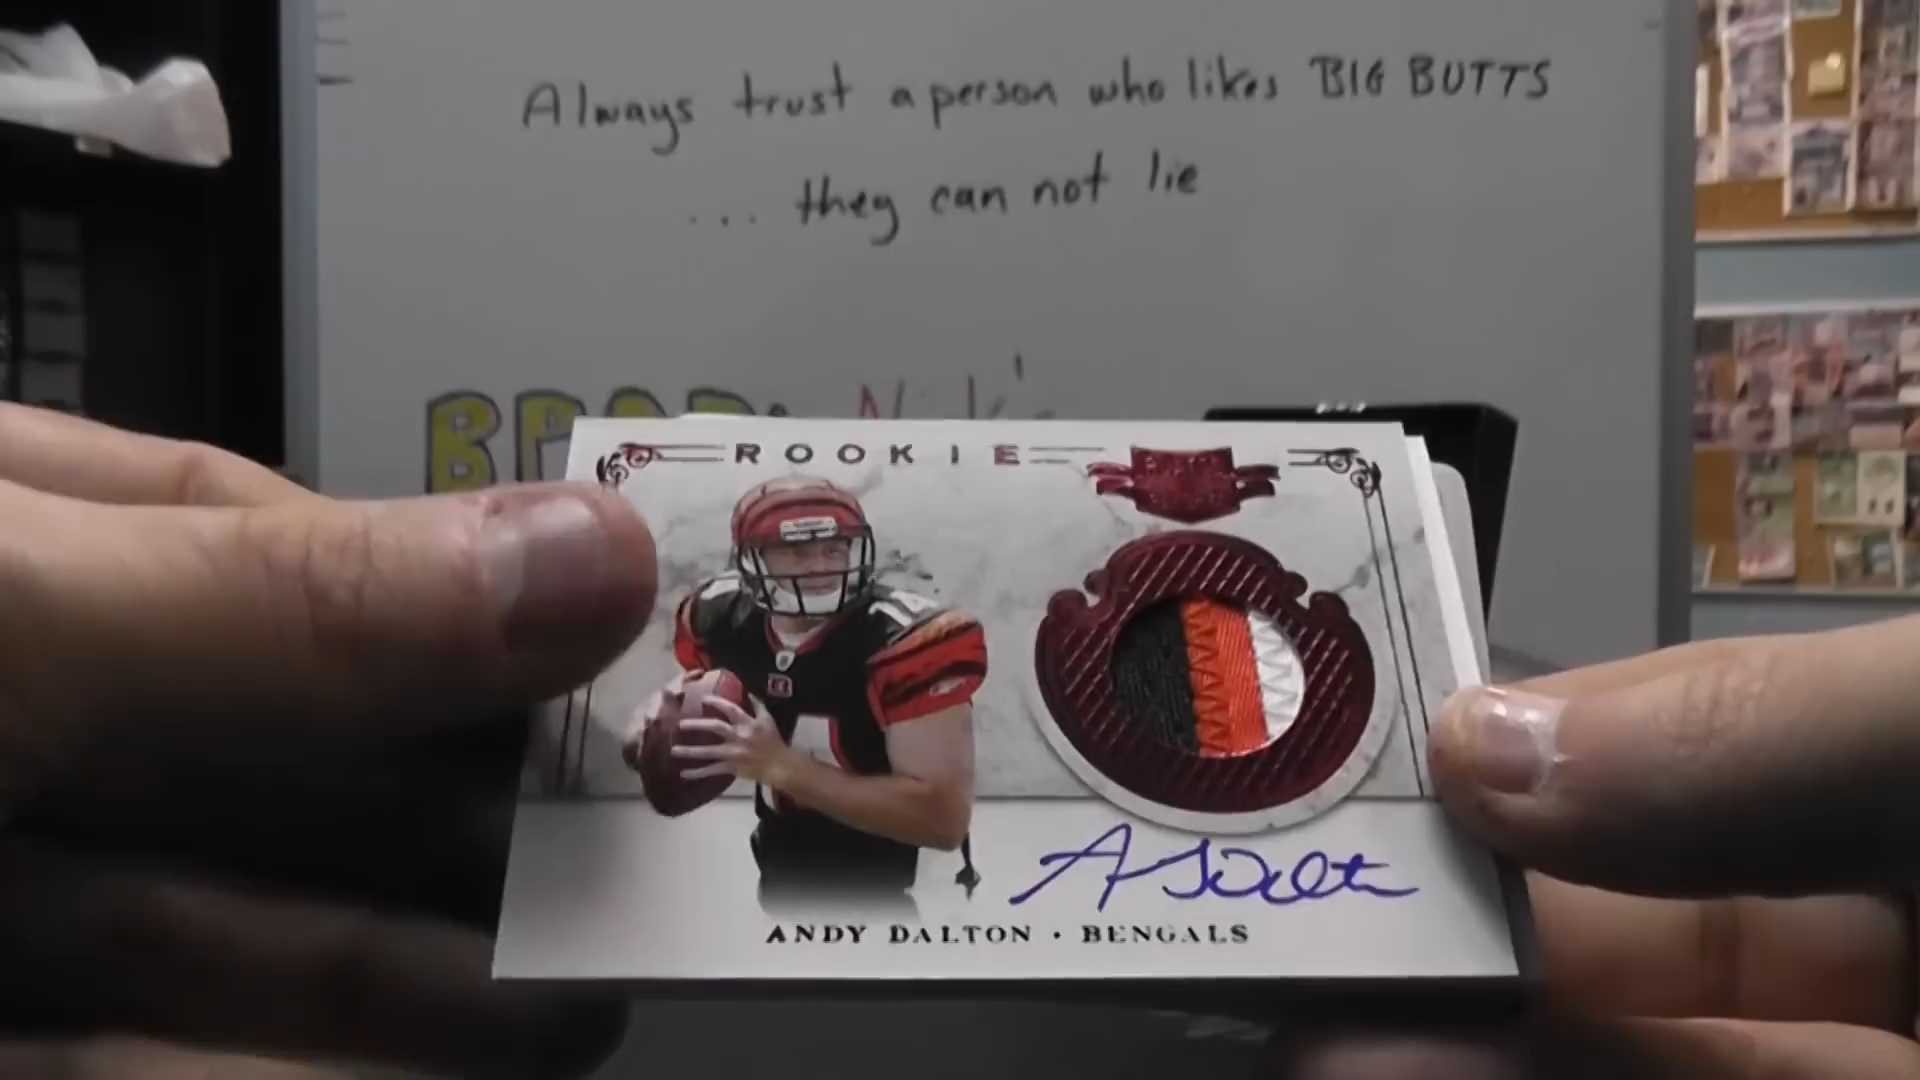 Always trust a person who likes BIG BUTTS
... they can not lie
ROOKIE
ANDY DALTON · BENGALS